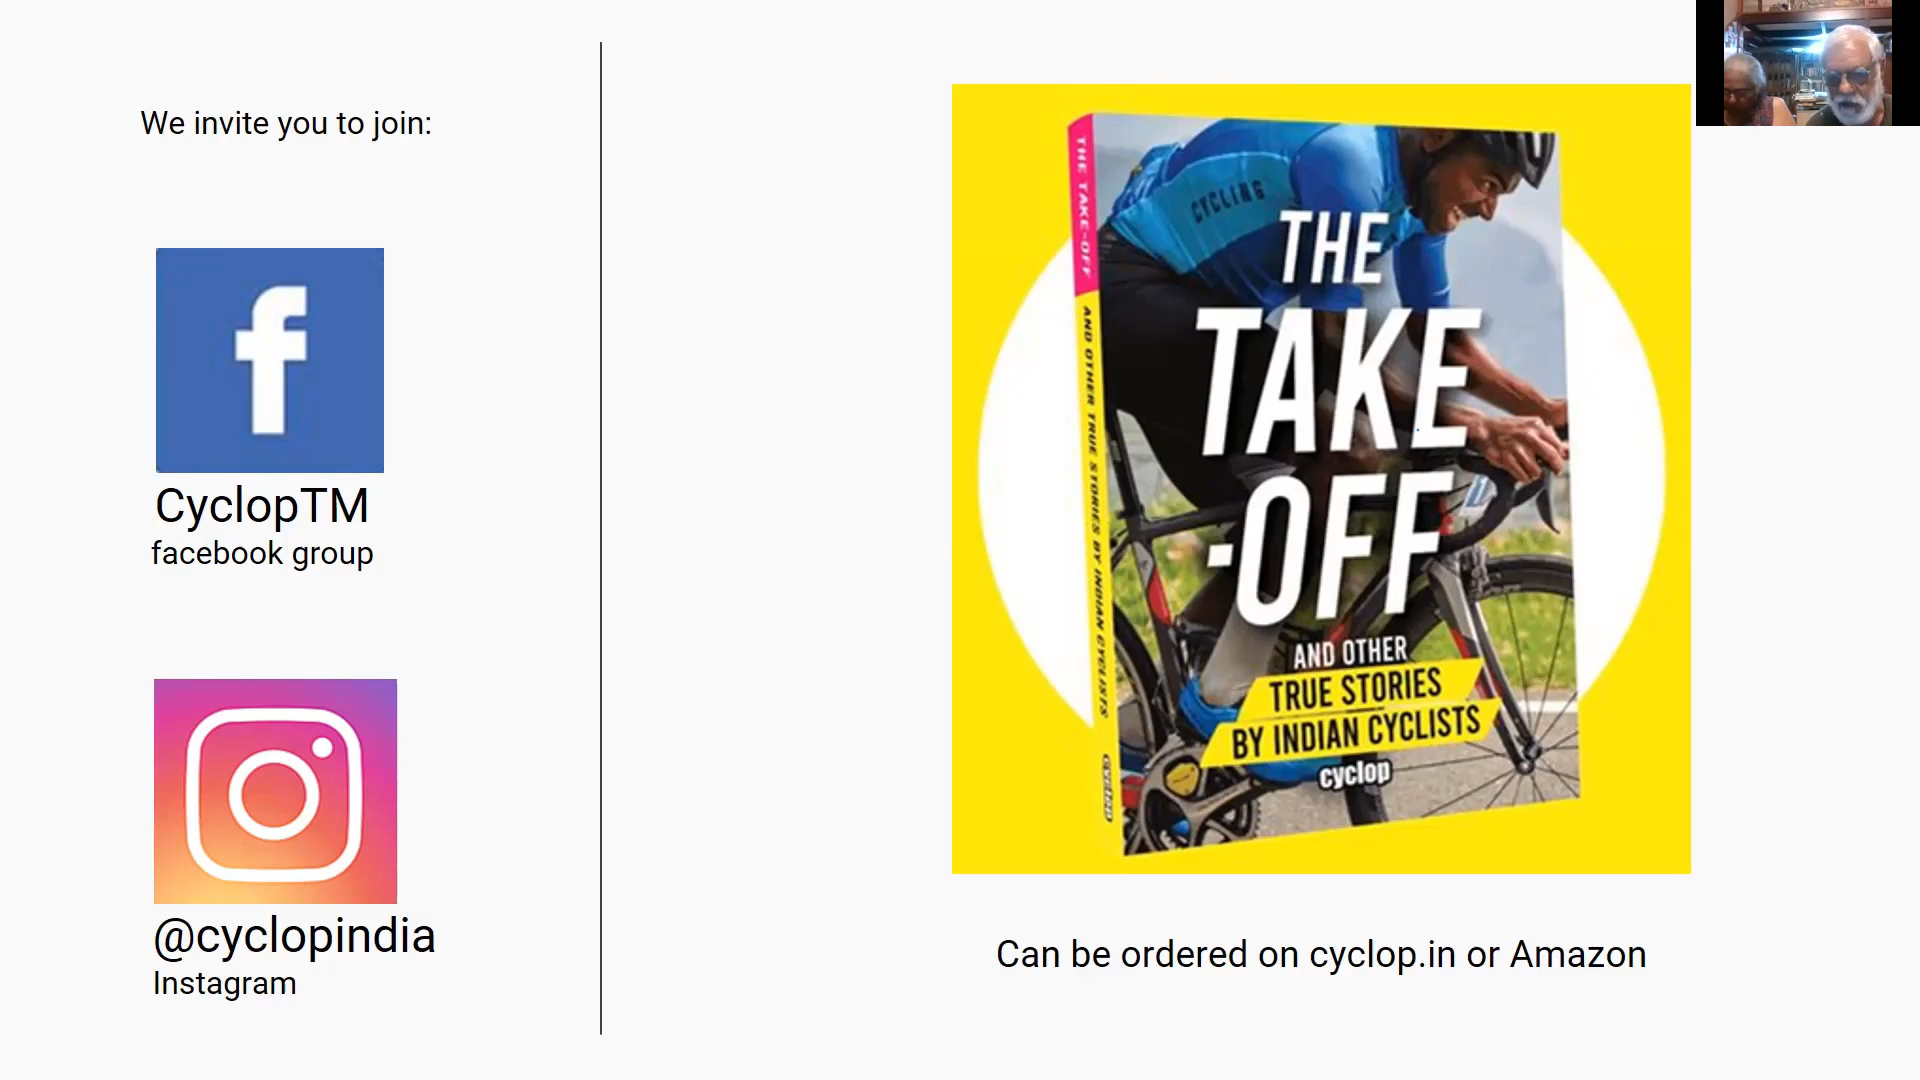 We invite you to join:
f
CyclopTM
facebook group
@cyclopindia
Instagram
THE TAKE-OFF
AND OTHER TRUE STORIES BY INDIAN CYCLISTS
cyclop
CYCLING
THE
TAKE
-OFF
AND OTHER
TRUE STORIES
BY INDIAN CYCLISTS
cyclop
Can be ordered on cyclop.in or Amazon